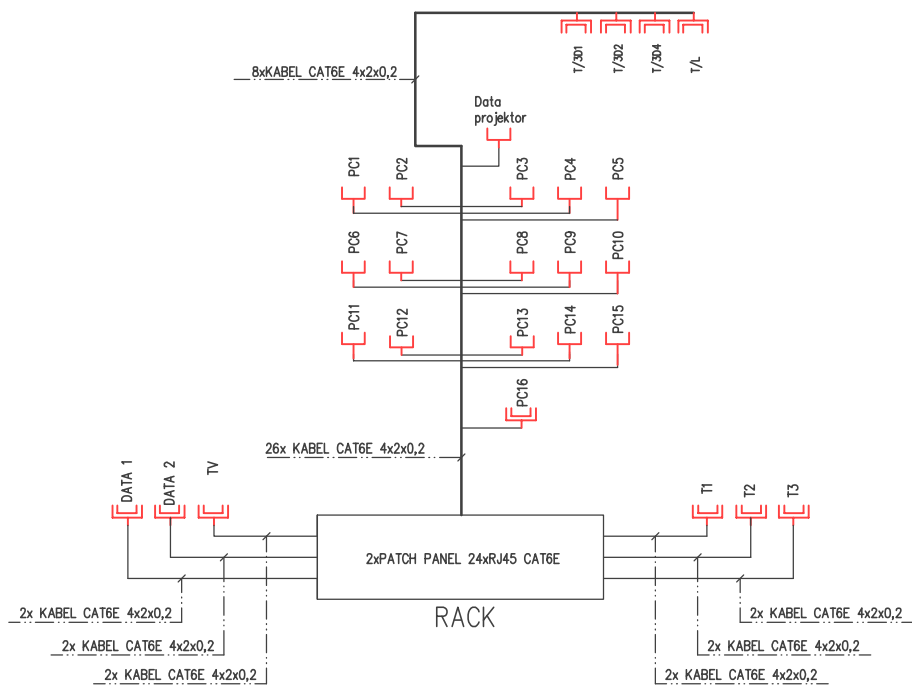 T/3D1
T/3D2
T/3D4
T/L
8xKABEL CAT6E 4x2x0,2
Data
projektor
PC1
PC2
PC3
PC4
PC5
PC6
PC7
PC8
PC9
PC10
PC11
PC12
PC13
PC14
PC15
PC16
26x KABEL CAT6E 4x2x0,2
DATA 1
DATA 2
TV
T1
T2
T3
2xPATCH PANEL 24xRJ45 CAT6E
RACK
2x KABEL CAT6E 4x2x0,2
2x KABEL CAT6E 4x2x0,2
2x KABEL CAT6E 4x2x0,2
2x KABEL CAT6E 4x2x0,2
2x KABEL CAT6E 4x2x0,2
2x KABEL CAT6E 4x2x0,2